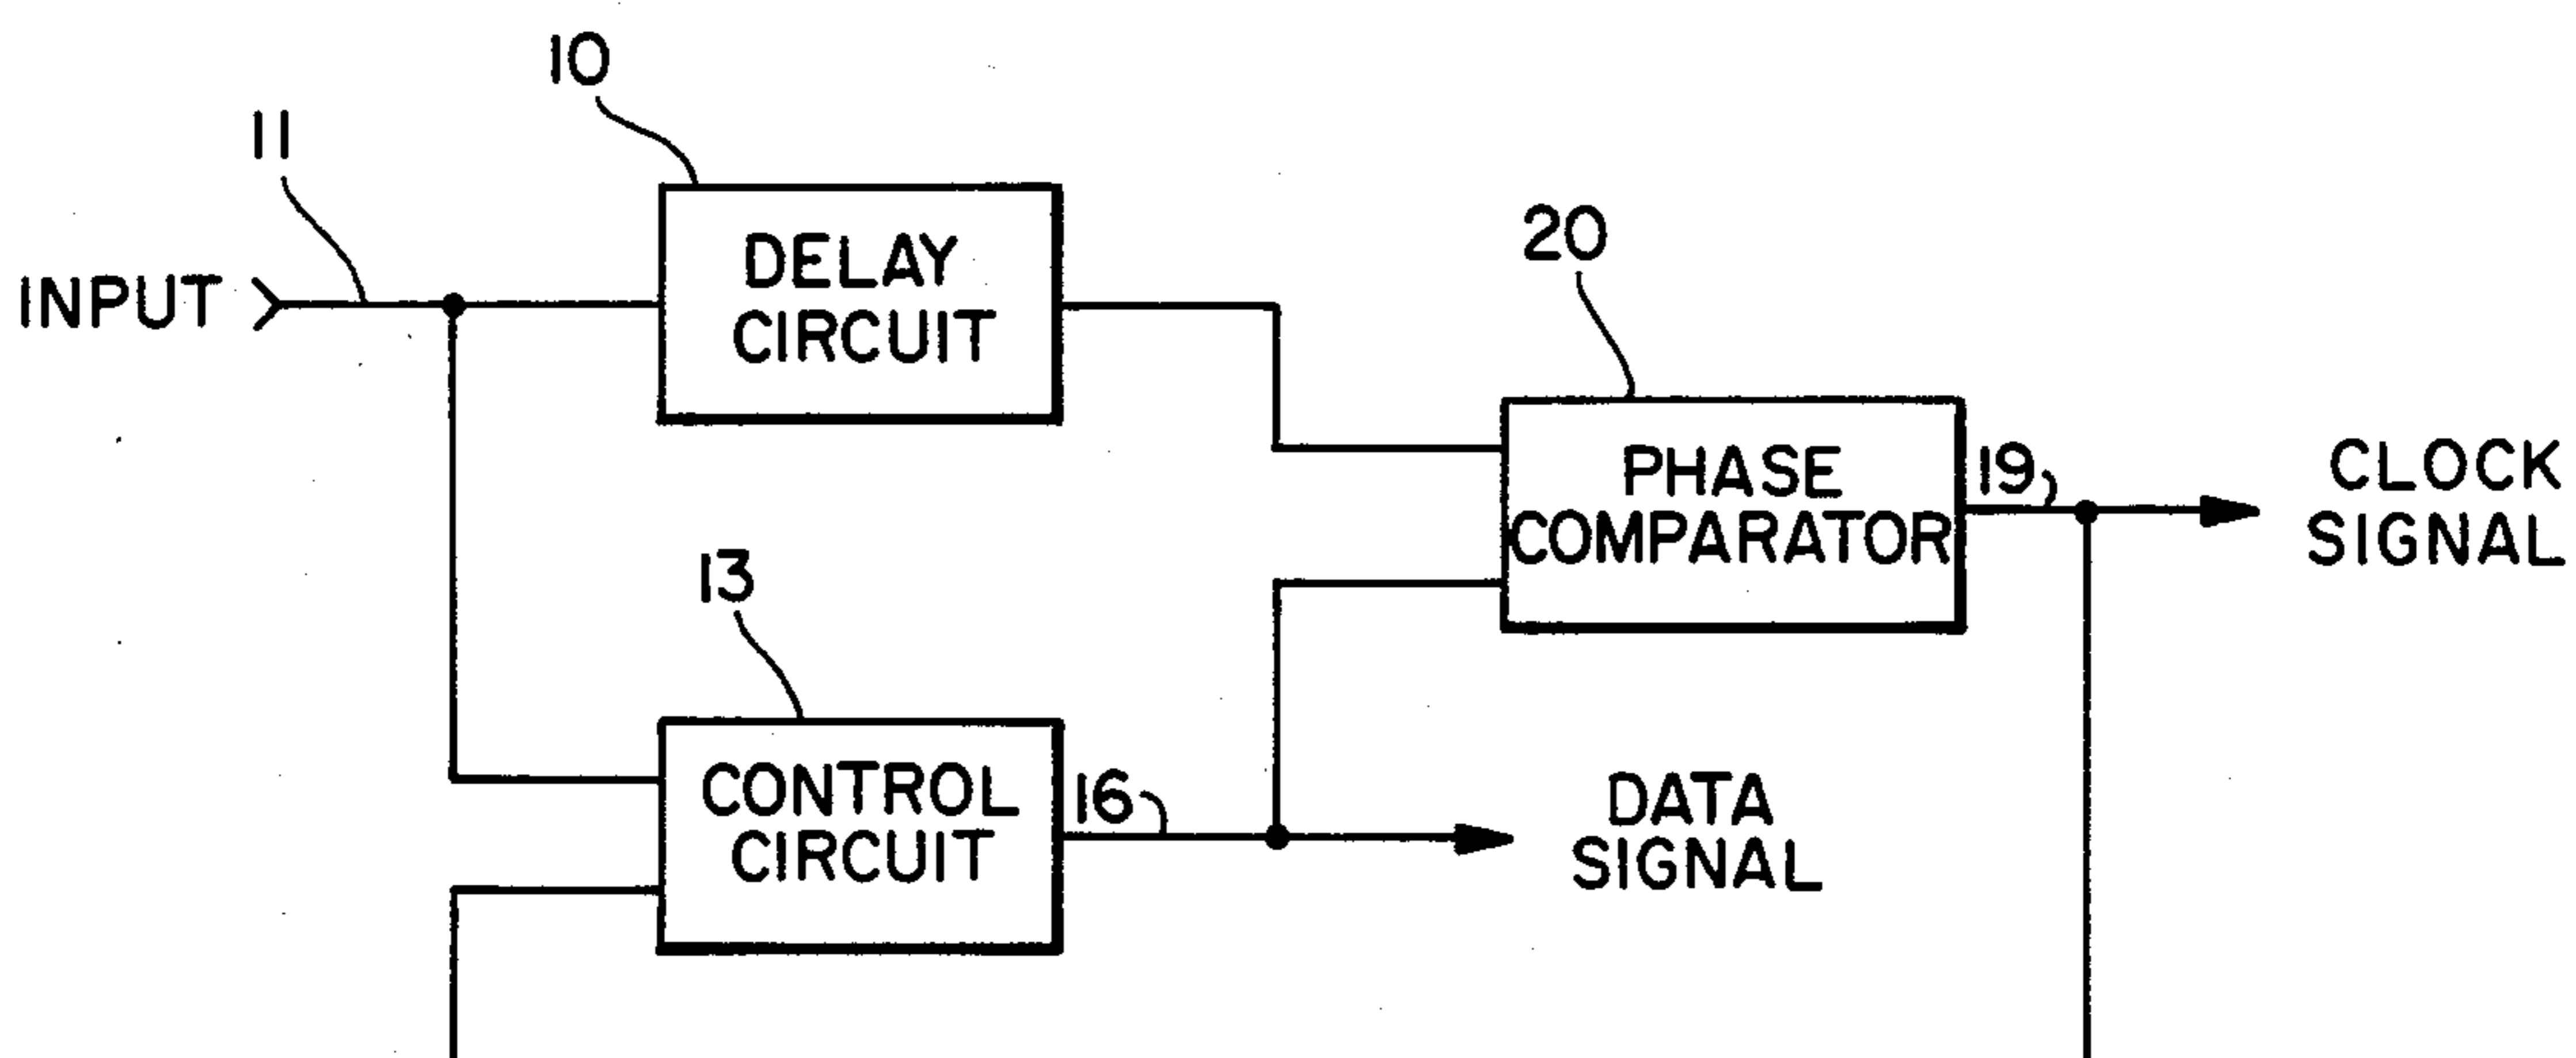 10
11
INPUT
DELAY
CIRCUIT
20
PHASE
COMPARATOR
19
CLOCK
SIGNAL
13
CONTROL
CIRCUIT
16
DATA
SIGNAL